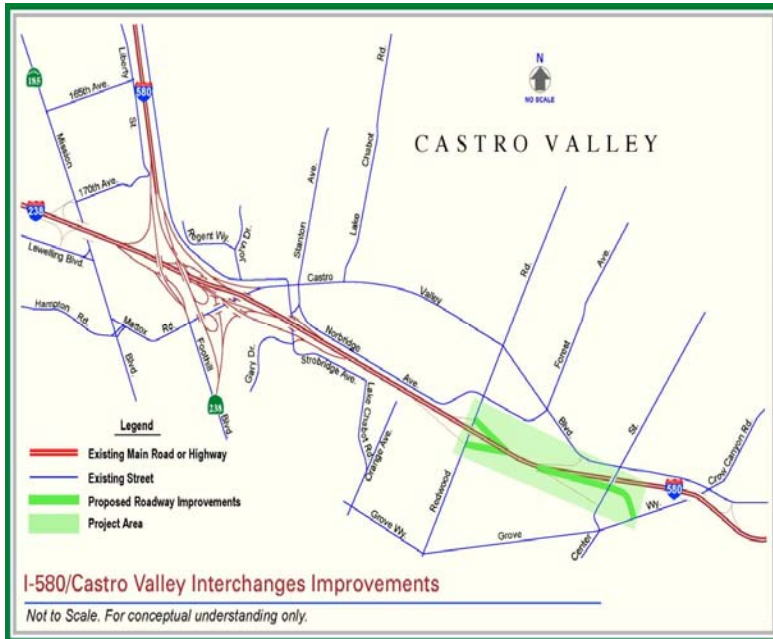 N
NO SCALE
CASTRO VALLEY
185
165th Ave.
Liberty
St.
580
Mission
170th Ave.
238
Lewelling Blvd.
Hampton Rd.
Mattox Rd.
Blvd.
Foothill
Blvd.
238
Regent Wy.
John Dr.
Stanton Ave.
Lake Chabot Rd.
Castro Valley Blvd.
Norbridge Ave.
Strobridge Ave.
Gary Dr.
Lake Chabot Rd.
Orange Ave.
Redwood Rd.
Forest Ave.
Grove Wy.
Grove Wy.
Center St.
Crow Canyon Rd
580
Legend
Existing Main Road or Highway
Existing Street
Proposed Roadway Improvements
Project Area
I-580/Castro Valley Interchanges Improvements
Not to Scale. For conceptual understanding only.